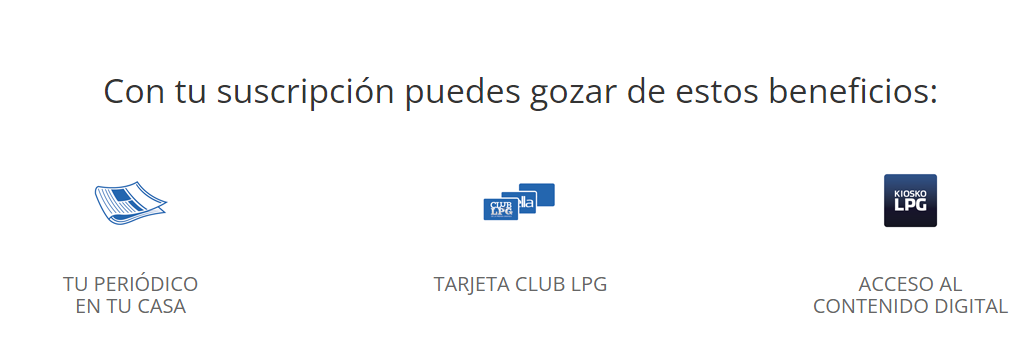 Con tu suscripción puedes gozar de estos beneficios:
CLUB
LPG
ella
KIOSKO
LPG
TU PERIÓDICO
EN TU CASA
TARJETA CLUB LPG
ACCESO AL
CONTENIDO DIGITAL